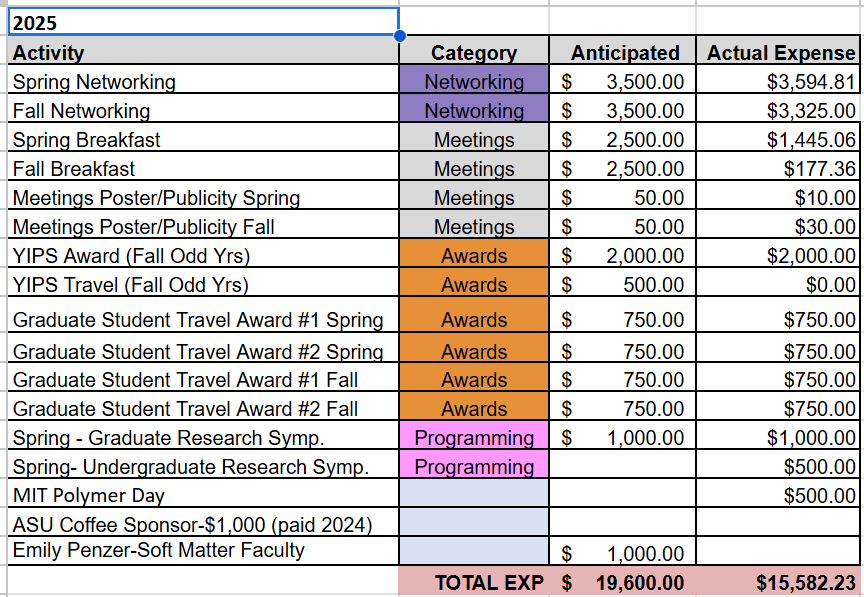 2025
Activity Category Anticipated Actual Expense
Spring Networking Networking $ 3,500.00 $3,594.81
Fall Networking Networking $ 3,500.00 $3,325.00
Spring Breakfast Meetings $ 2,500.00 $1,445.06
Fall Breakfast Meetings $ 2,500.00 $177.36
Meetings Poster/Publicity Spring Meetings $ 50.00 $10.00
Meetings Poster/Publicity Fall Meetings $ 50.00 $30.00
YIPS Award (Fall Odd Yrs) Awards $ 2,000.00 $2,000.00
YIPS Travel (Fall Odd Yrs) Awards $ 500.00 $0.00
Graduate Student Travel Award #1 Spring Awards $ 750.00 $750.00
Graduate Student Travel Award #2 Spring Awards $ 750.00 $750.00
Graduate Student Travel Award #1 Fall Awards $ 750.00 $750.00
Graduate Student Travel Award #2 Fall Awards $ 750.00 $750.00
Spring - Graduate Research Symp. Programming $ 1,000.00 $1,000.00
Spring- Undergraduate Research Symp. Programming $500.00
MIT Polymer Day $500.00
ASU Coffee Sponsor-$1,000 (paid 2024)
Emily Penzer-Soft Matter Faculty $ 1,000.00
TOTAL EXP $ 19,600.00 $15,582.23